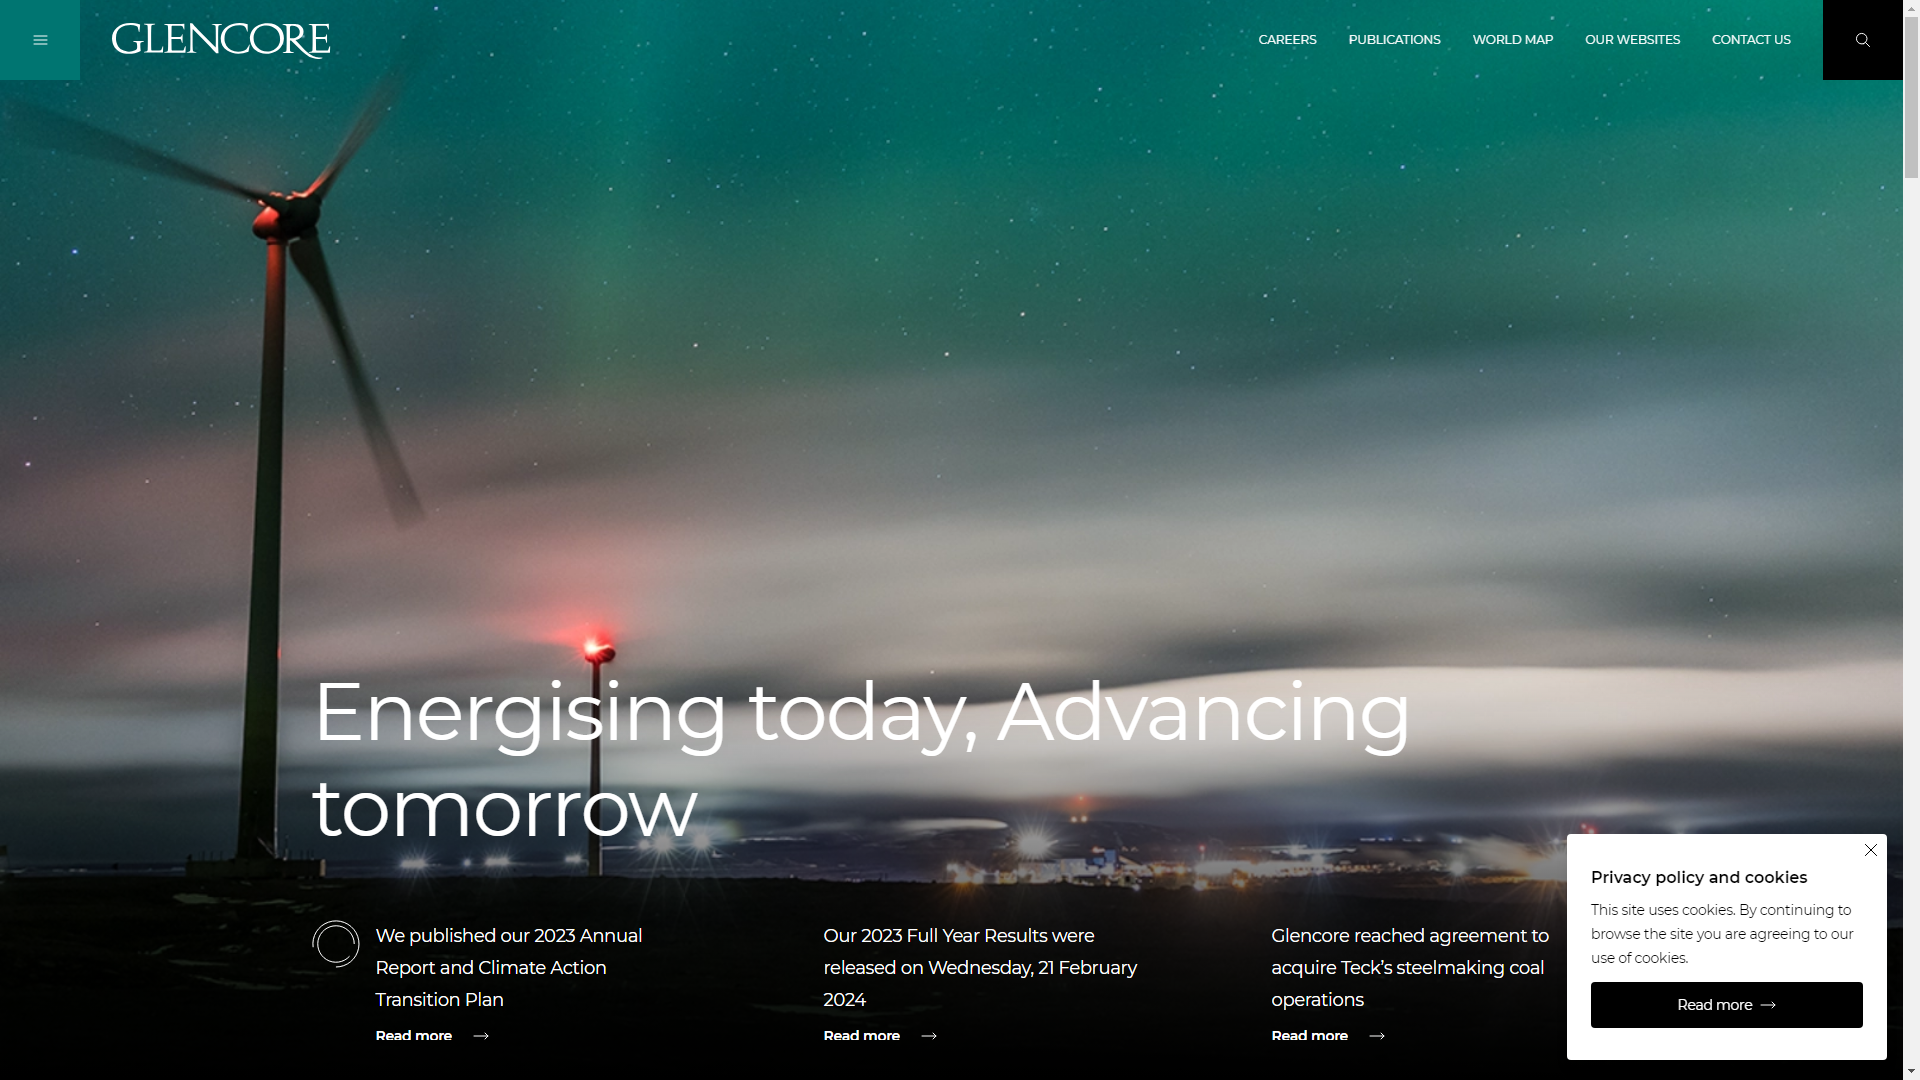 GLENCORE
CAREERS
PUBLICATIONS
WORLD MAP
OUR WEBSITES
CONTACT US
Energising today, Advancing
tomorrow
We published our 2023 Annual
Report and Climate Action
Transition Plan
Read more
Our 2023 Full Year Results were
released on Wednesday, 21 February
2024
Read more
Glencore reached agreement to
acquire Teck’s steelmaking coal
operations
Read more
Privacy policy and cookies
This site uses cookies. By continuing to
browse the site you are agreeing to our
use of cookies.
Read more